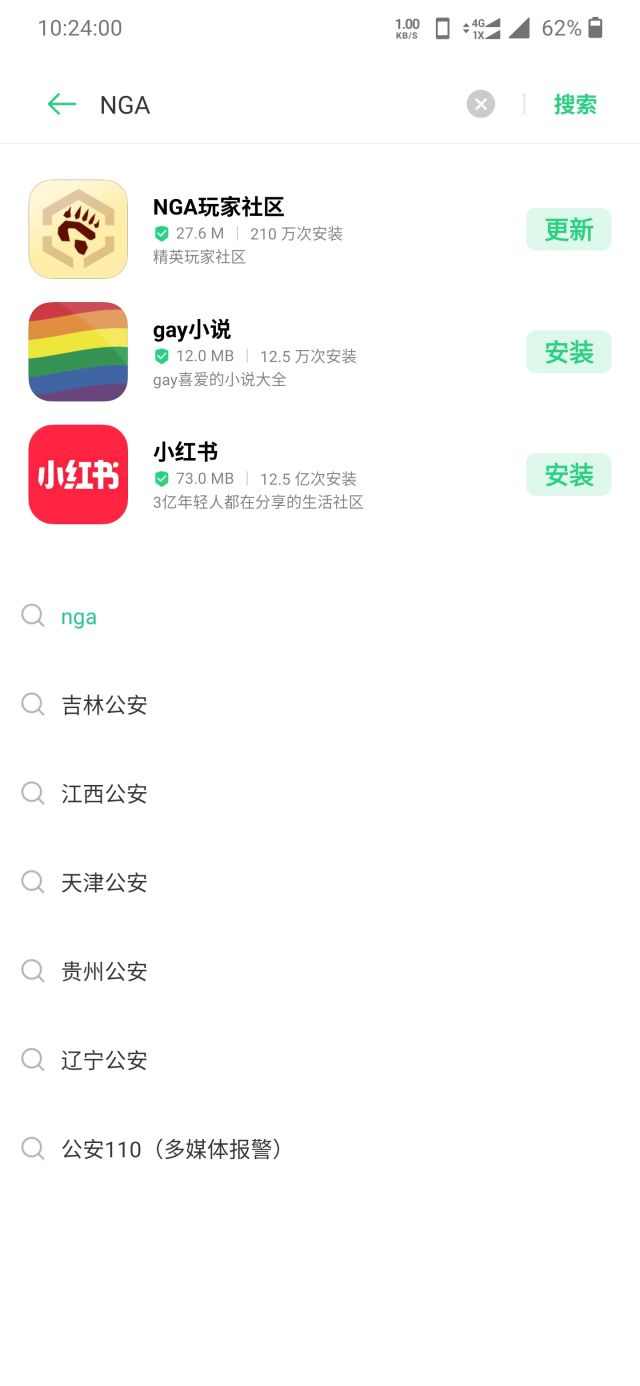 10:24:00
1.00 KB/S 4G 1X 62%
NGA 搜索
NGA玩家社区
27.6 M | 210 万次安装
精英玩家社区
更新
gay小说
12.0 MB | 12.5 万次安装
gay喜爱的小说大全
安装
小红书
小红书
73.0 MB | 12.5 亿次安装
3亿年轻人都在分享的生活社区
安装
nga
吉林公安
江西公安
天津公安
贵州公安
辽宁公安
公安110（多媒体报警）